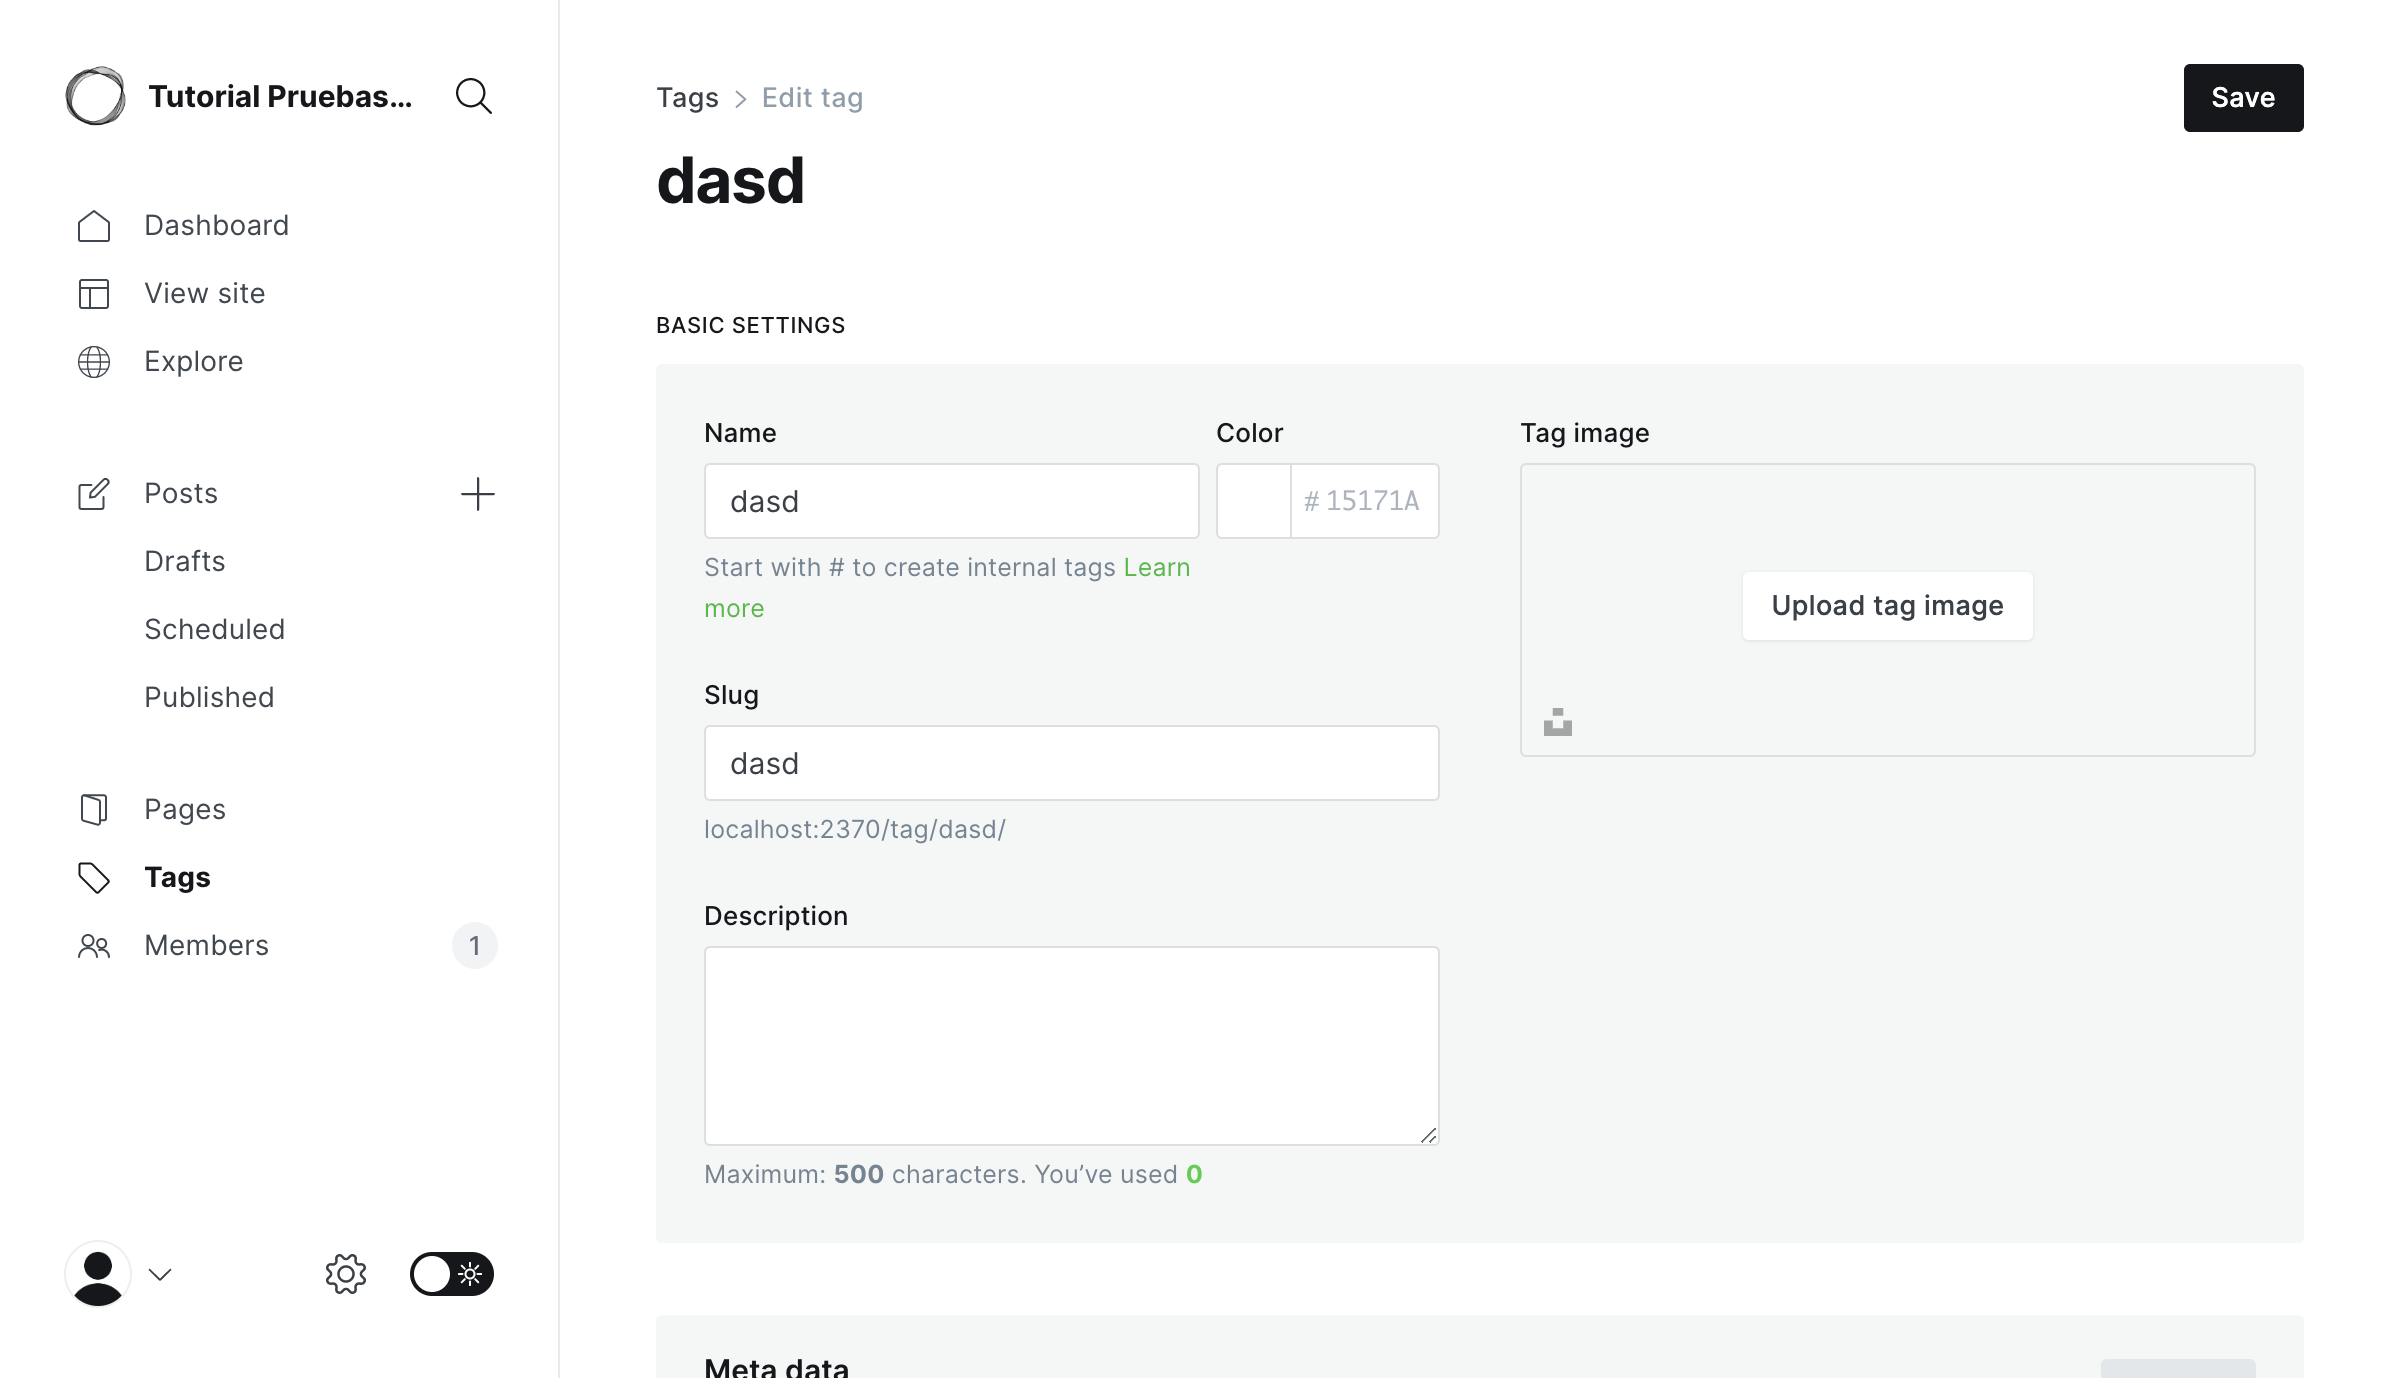 Tutorial Pruebas...
Dashboard
View site
Explore
Posts
Drafts
Scheduled
Published
Pages
Tags
Members 1
Tags > Edit tag
Save
dasd
BASIC SETTINGS
Name
dasd
Start with # to create internal tags Learn
more
Color
# 15171A
Slug
dasd
localhost:2370/tag/dasd/
Description
Maximum: 500 characters. You’ve used 0
Tag image
Upload tag image
Meta data